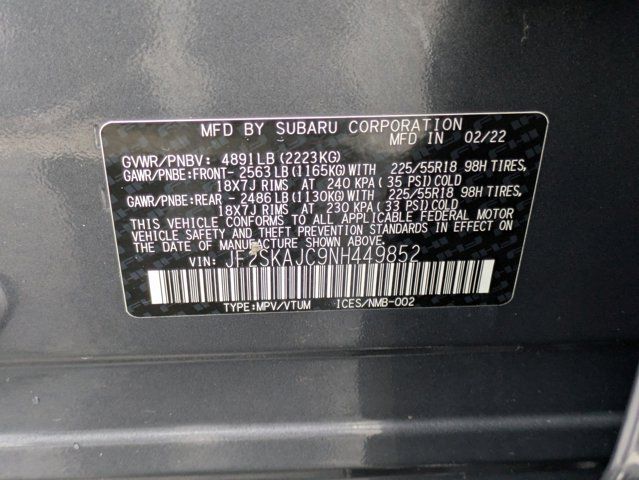 MFD BY SUBARU CORPORATION
MFD IN 02/22
GVWR/PNBV: 4891LB(2223KG)
GAWR/PNBE:FRONT-2563LB(1165KG)WITH 225/55R18 98H TIRES,
18X7J RIMS AT 240 KPA(35 PSI)COLD
GAWR/PNBE:REAR -2486LB(1130KG)WITH 225/55R18 98H TIRES,
18X7J RIMS AT 230 KPA(33 PSI)COLD
THIS VEHICLE CONFORMS TO ALL APPLICABLE FEDERAL MOTOR
VEHICLE SAFETY AND THEFT PREVENTION STANDARDS IN EFFECT ON
THE DATE OF MANUFACTURE SHOWN ABOVE.
VIN: JF2SKAJC9NH449852
TYPE:MPV/VTUM ICES/NMB-002